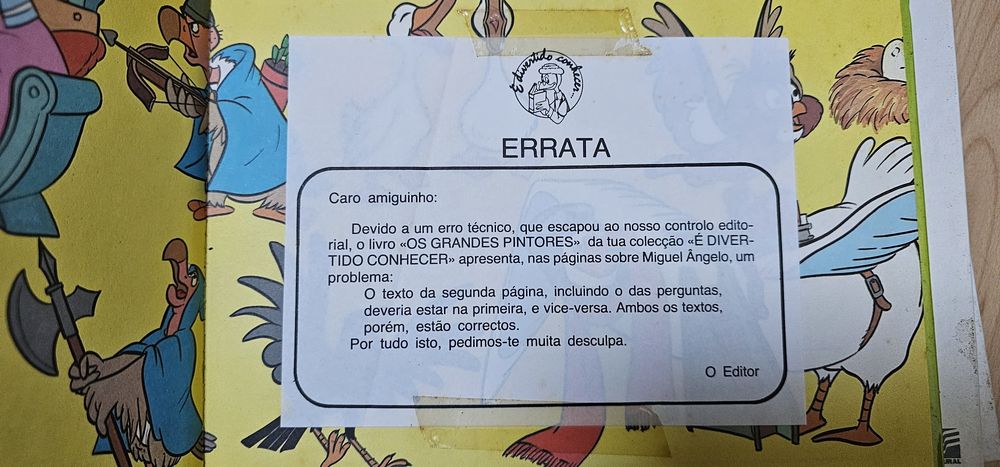 É divertido conhecer...
ERRATA
Caro amiguinho:
Devido a um erro técnico, que escapou ao nosso controlo edito-
rial, o livro «OS GRANDES PINTORES» da tua colecção «É DIVER-
TIDO CONHECER» apresenta, nas páginas sobre Miguel Ângelo, um
problema:
O texto da segunda página, incluindo o das perguntas,
deveria estar na primeira, e vice-versa. Ambos os textos,
porém, estão correctos.
Por tudo isto, pedimos-te muita desculpa.
O Editor